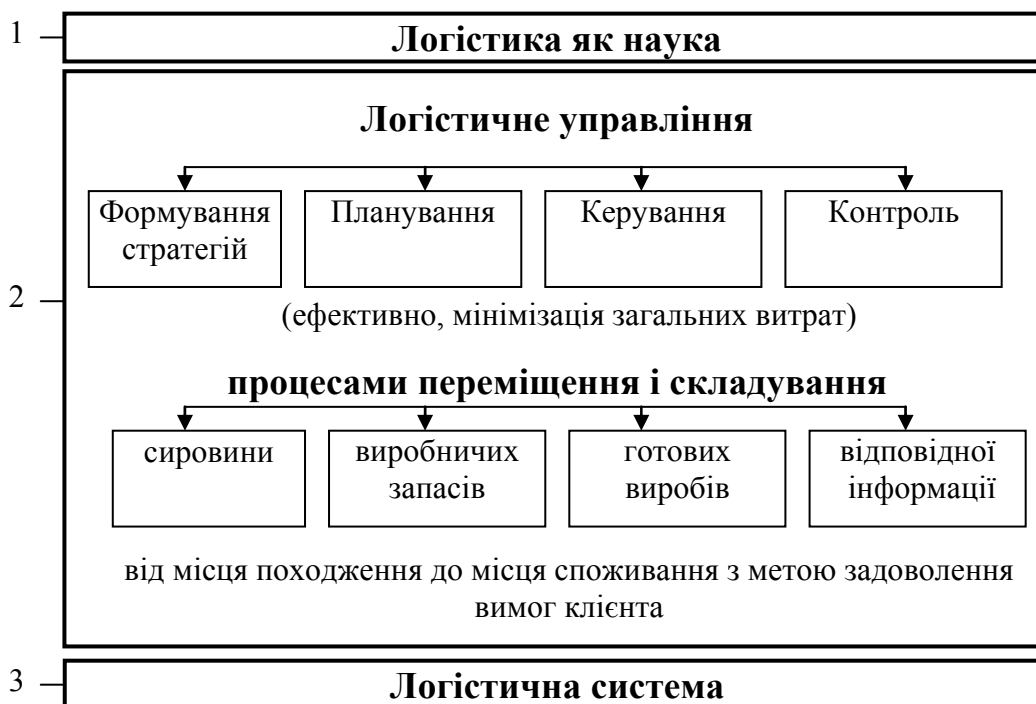 1
Логістика як наука
Логістичне управління
Формування
стратегій
Планування
Керування
Контроль
2
(ефективно, мінімізація загальних витрат)
процесами переміщення і складування
сировини
виробничих
запасів
готових
виробів
відповідної
інформації
від місця походження до місця споживання з метою задоволення
вимог клієнта
3
Логістична система